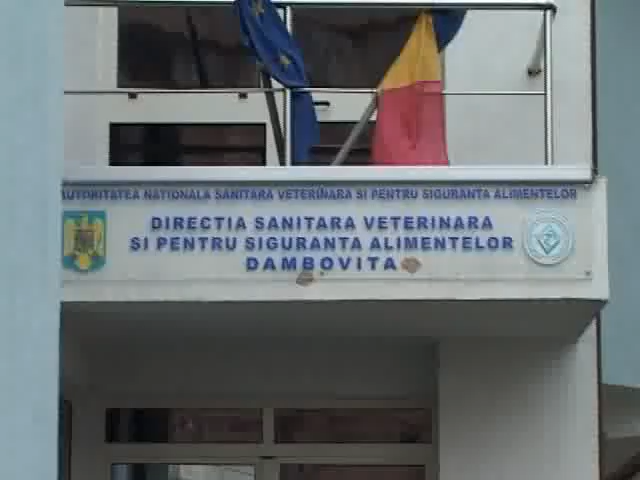 AUTORITATEA NATIONALA SANITARA VETERINARA SI PENTRU SIGURANTA ALIMENTELOR
DIRECTIA SANITARA VETERINARA
SI PENTRU SIGURANTA ALIMENTELOR
DAMBOVITA